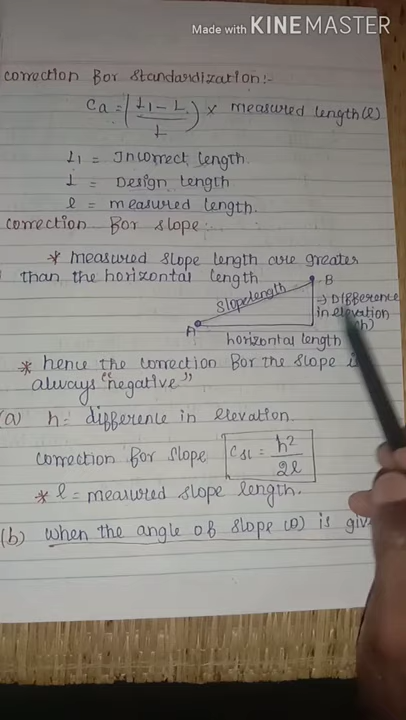 Made with KINEMASTER
correction for standardization:-
Ca = (L1 - L / L) × measured length(l)
L1 = Incorrect length.
L = Design length
l = measured length.
correction for slope:
* measured slope length are greater
than the horizontal length
B
slope length
→ Difference
in elevation
h)
A
horizontal length
* hence the correction for the slope is
always "negative"
(a) h = difference in elevation.
correction for slope Csl = h²/2l
* l = measured slope length.
(b) when the angle of slope (θ) is giv